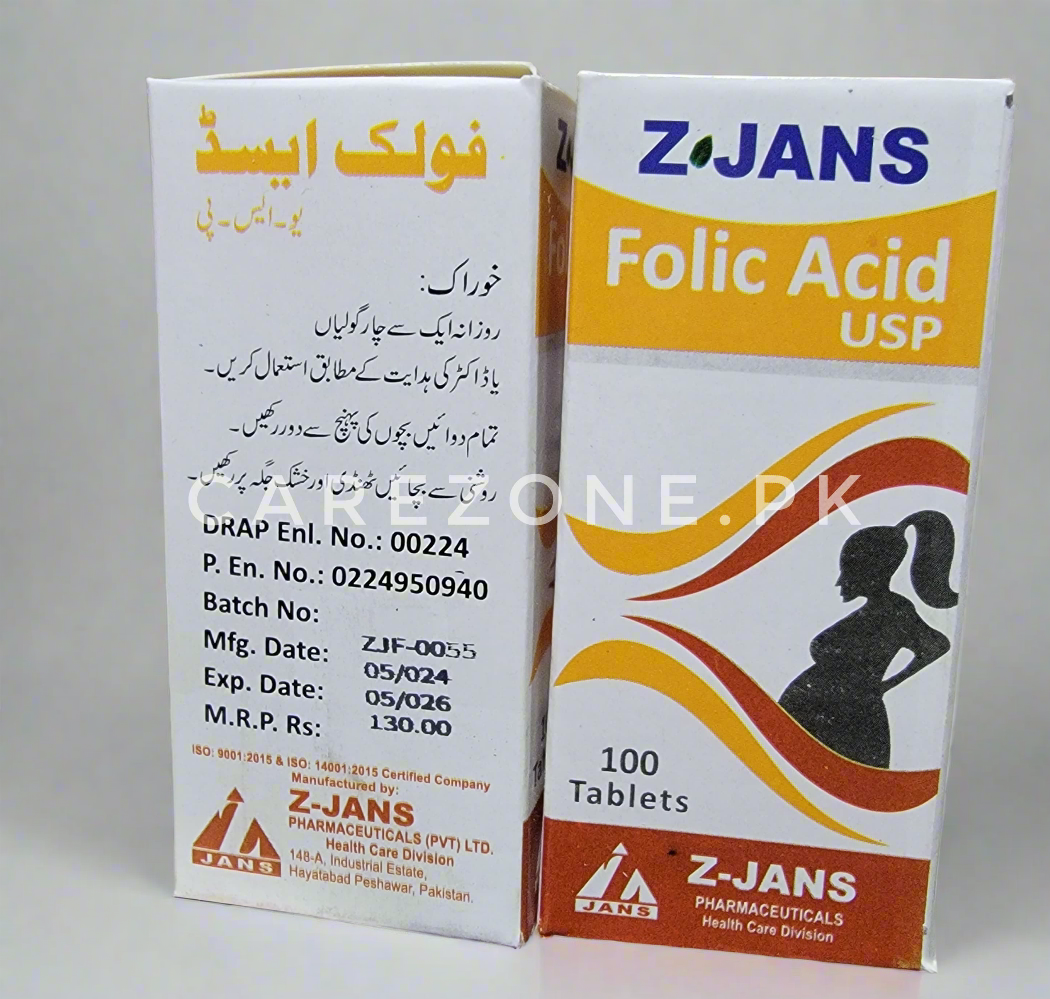 فولک ایسڈ
یو۔ایس۔پی
خوراک:
روزانہ ایک سے چار گولیاں
یا ڈاکٹر کی ہدایت کے مطابق استعمال کریں۔
تمام دوائیں بچوں کی پہنچ سے دور رکھیں۔
روشنی سے بچائیں ٹھنڈی اور خشک جگہ پر رکھیں۔
DRAP Enl. No.: 00224
P. En. No.: 0224950940
Batch No: ZJF-0055
Mfg. Date: 05/024
Exp. Date: 05/026
M.R.P. Rs: 130.00
ISO: 9001:2015 & ISO: 14001:2015 Certified Company
Manufactured by:
Z-JANS
PHARMACEUTICALS (PVT) LTD.
Health Care Division
148-A, Industrial Estate,
Hayatabad Peshawar, Pakistan.
JANS
Z JANS
Folic Acid
USP
100
Tablets
Z-JANS
PHARMACEUTICALS
Health Care Division
JANS
CAREZONE.PK